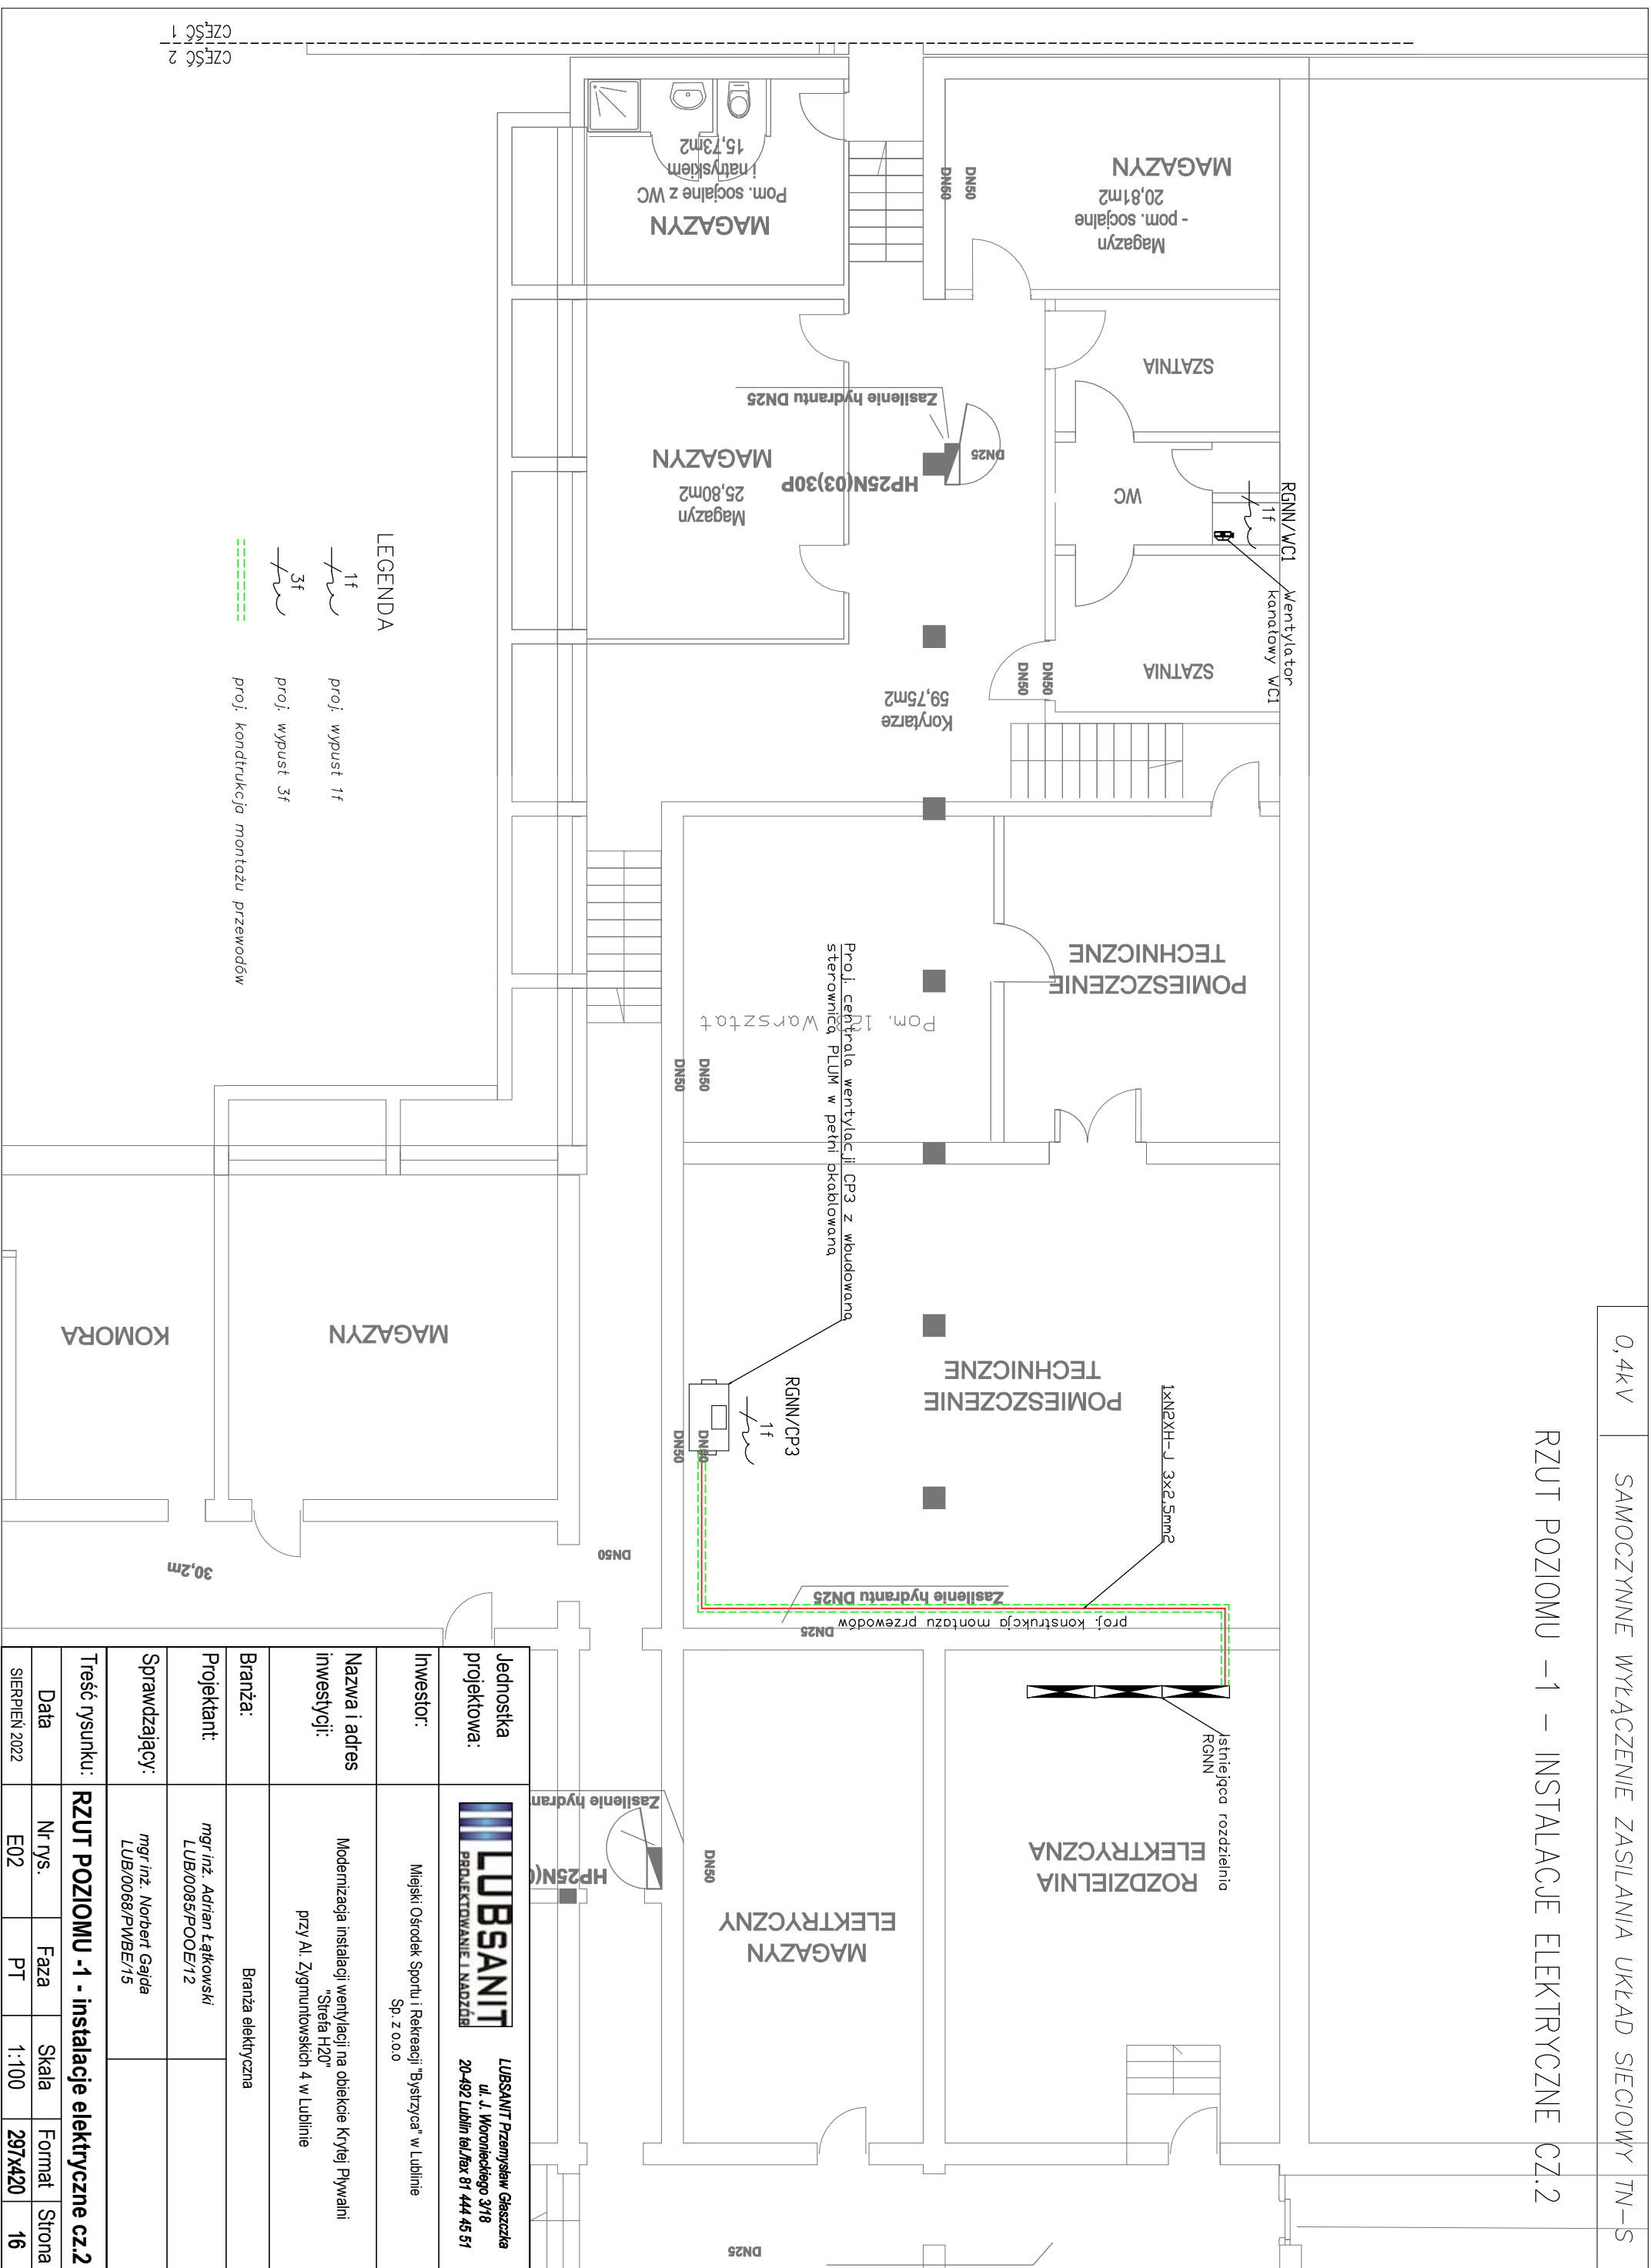 0,4kV
SAMOCZYNNE WYŁĄCZENIE ZASILANIA UKŁAD SIECIOWY TN-S
RZUT POZIOMU -1 - INSTALACJE ELEKTRYCZNE CZ.2
CZĘŚĆ 1
CZĘŚĆ 2
MAGAZYN
20,81m2
- pom. socjalne
Magazyn
DN50
DN50
15,73m2
i natryskiem
Pom. socjalne z WC
MAGAZYN
SZATNIA
WC
SZATNIA
RGNN/WC1
1f
Wentylator
kanałowy WC1
Zasilenie hydrantu DN25
DN25
HP25N(03)30P
MAGAZYN
25,80m2
Magazyn
DN50
DN50
59,75m2
Korytarze
LEGENDA
1f
proj. wypust 1f
3f
proj. wypust 3f
proj. kondtrukcja montażu przewodów
POMIESZCZENIE
TECHNICZNE
Proj. centrala wentylacji CP3 z wbudowaną
sterownicą PLUM w pełni okablowaną
Warsztat
Pom.
DN50
DN50
POMIESZCZENIE
TECHNICZNE
RGNN/CP3
1f
DN50
DN50
1xN2XH-J 3x2,5mm2
KOMORA
MAGAZYN
30,2m
DN50
Zasilenie hydrantu DN25
proj. konstrukcja montażu przewodów
DN25
Istniejąca rozdzielnia
RGNN
ROZDZIELNIA
ELEKTRYCZNA
MAGAZYN
ELEKTRYCZNY
Zasilenie hydran
HP25N(
DN50
DN25
Jednostka
projektowa:
LUBSANIT
PROJEKTOWANIE I NADZÓR
LUBSANIT Przemysław Głaszczka
ul. J. Woronieckiego 3/18
20-492 Lublin tel./fax 81 444 45 51
Inwestor:
Miejski Ośrodek Sportu i Rekreacji "Bystrzyca" w Lublinie
Sp. z o.o.o
Nazwa i adres
inwestycji:
Modernizacja instalacji wentylacji na obiekcie Krytej Pływalni
"Strefa H20"
przy Al. Zygmuntowskich 4 w Lublinie
Branża:
Branża elektryczna
Projektant:
mgr inż. Adrian Łątkowski
LUB/0085/POOE/12
Sprawdzający:
mgr inż. Norbert Gajda
LUB/0068/PWBE/15
Treść rysunku:
RZUT POZIOMU -1 - instalacje elektryczne cz.2
Data
Nr rys.
Faza
Skala
Format
Strona
SIERPIEŃ 2022
E02
PT
1:100
297x420
16